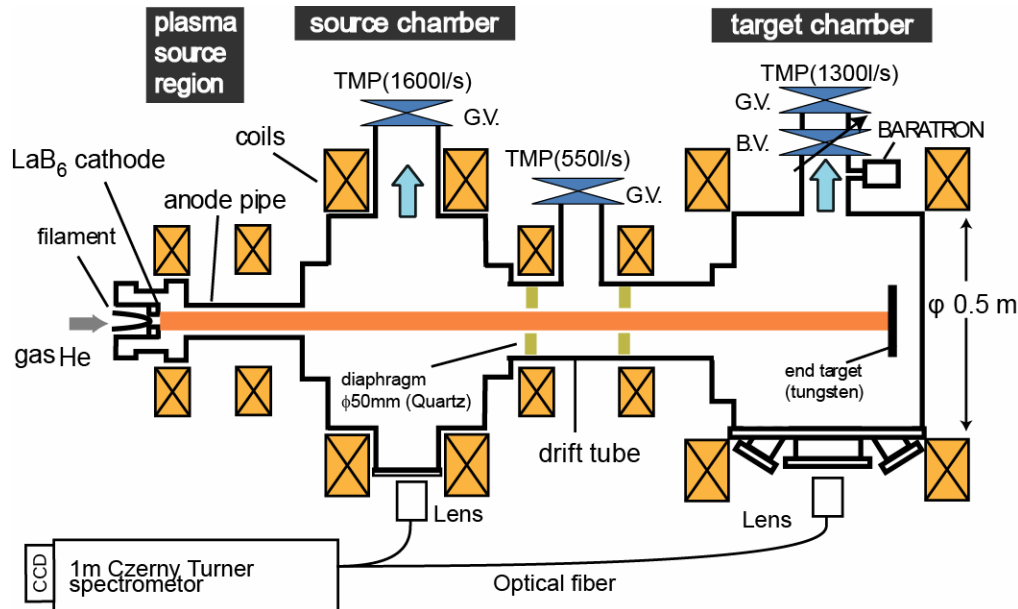 plasma
source
region
source chamber
target chamber
TMP(1600l/s)
G.V.
TMP(1300l/s)
G.V.
B.V.
BARATRON
TMP(550l/s)
G.V.
coils
LaB6 cathode
anode pipe
filament
gas He
φ 0.5 m
diaphragm
ϕ50mm (Quartz)
end target
(tungsten)
drift tube
Lens
Lens
CCD
1m Czerny Turner
spectrometor
Optical fiber